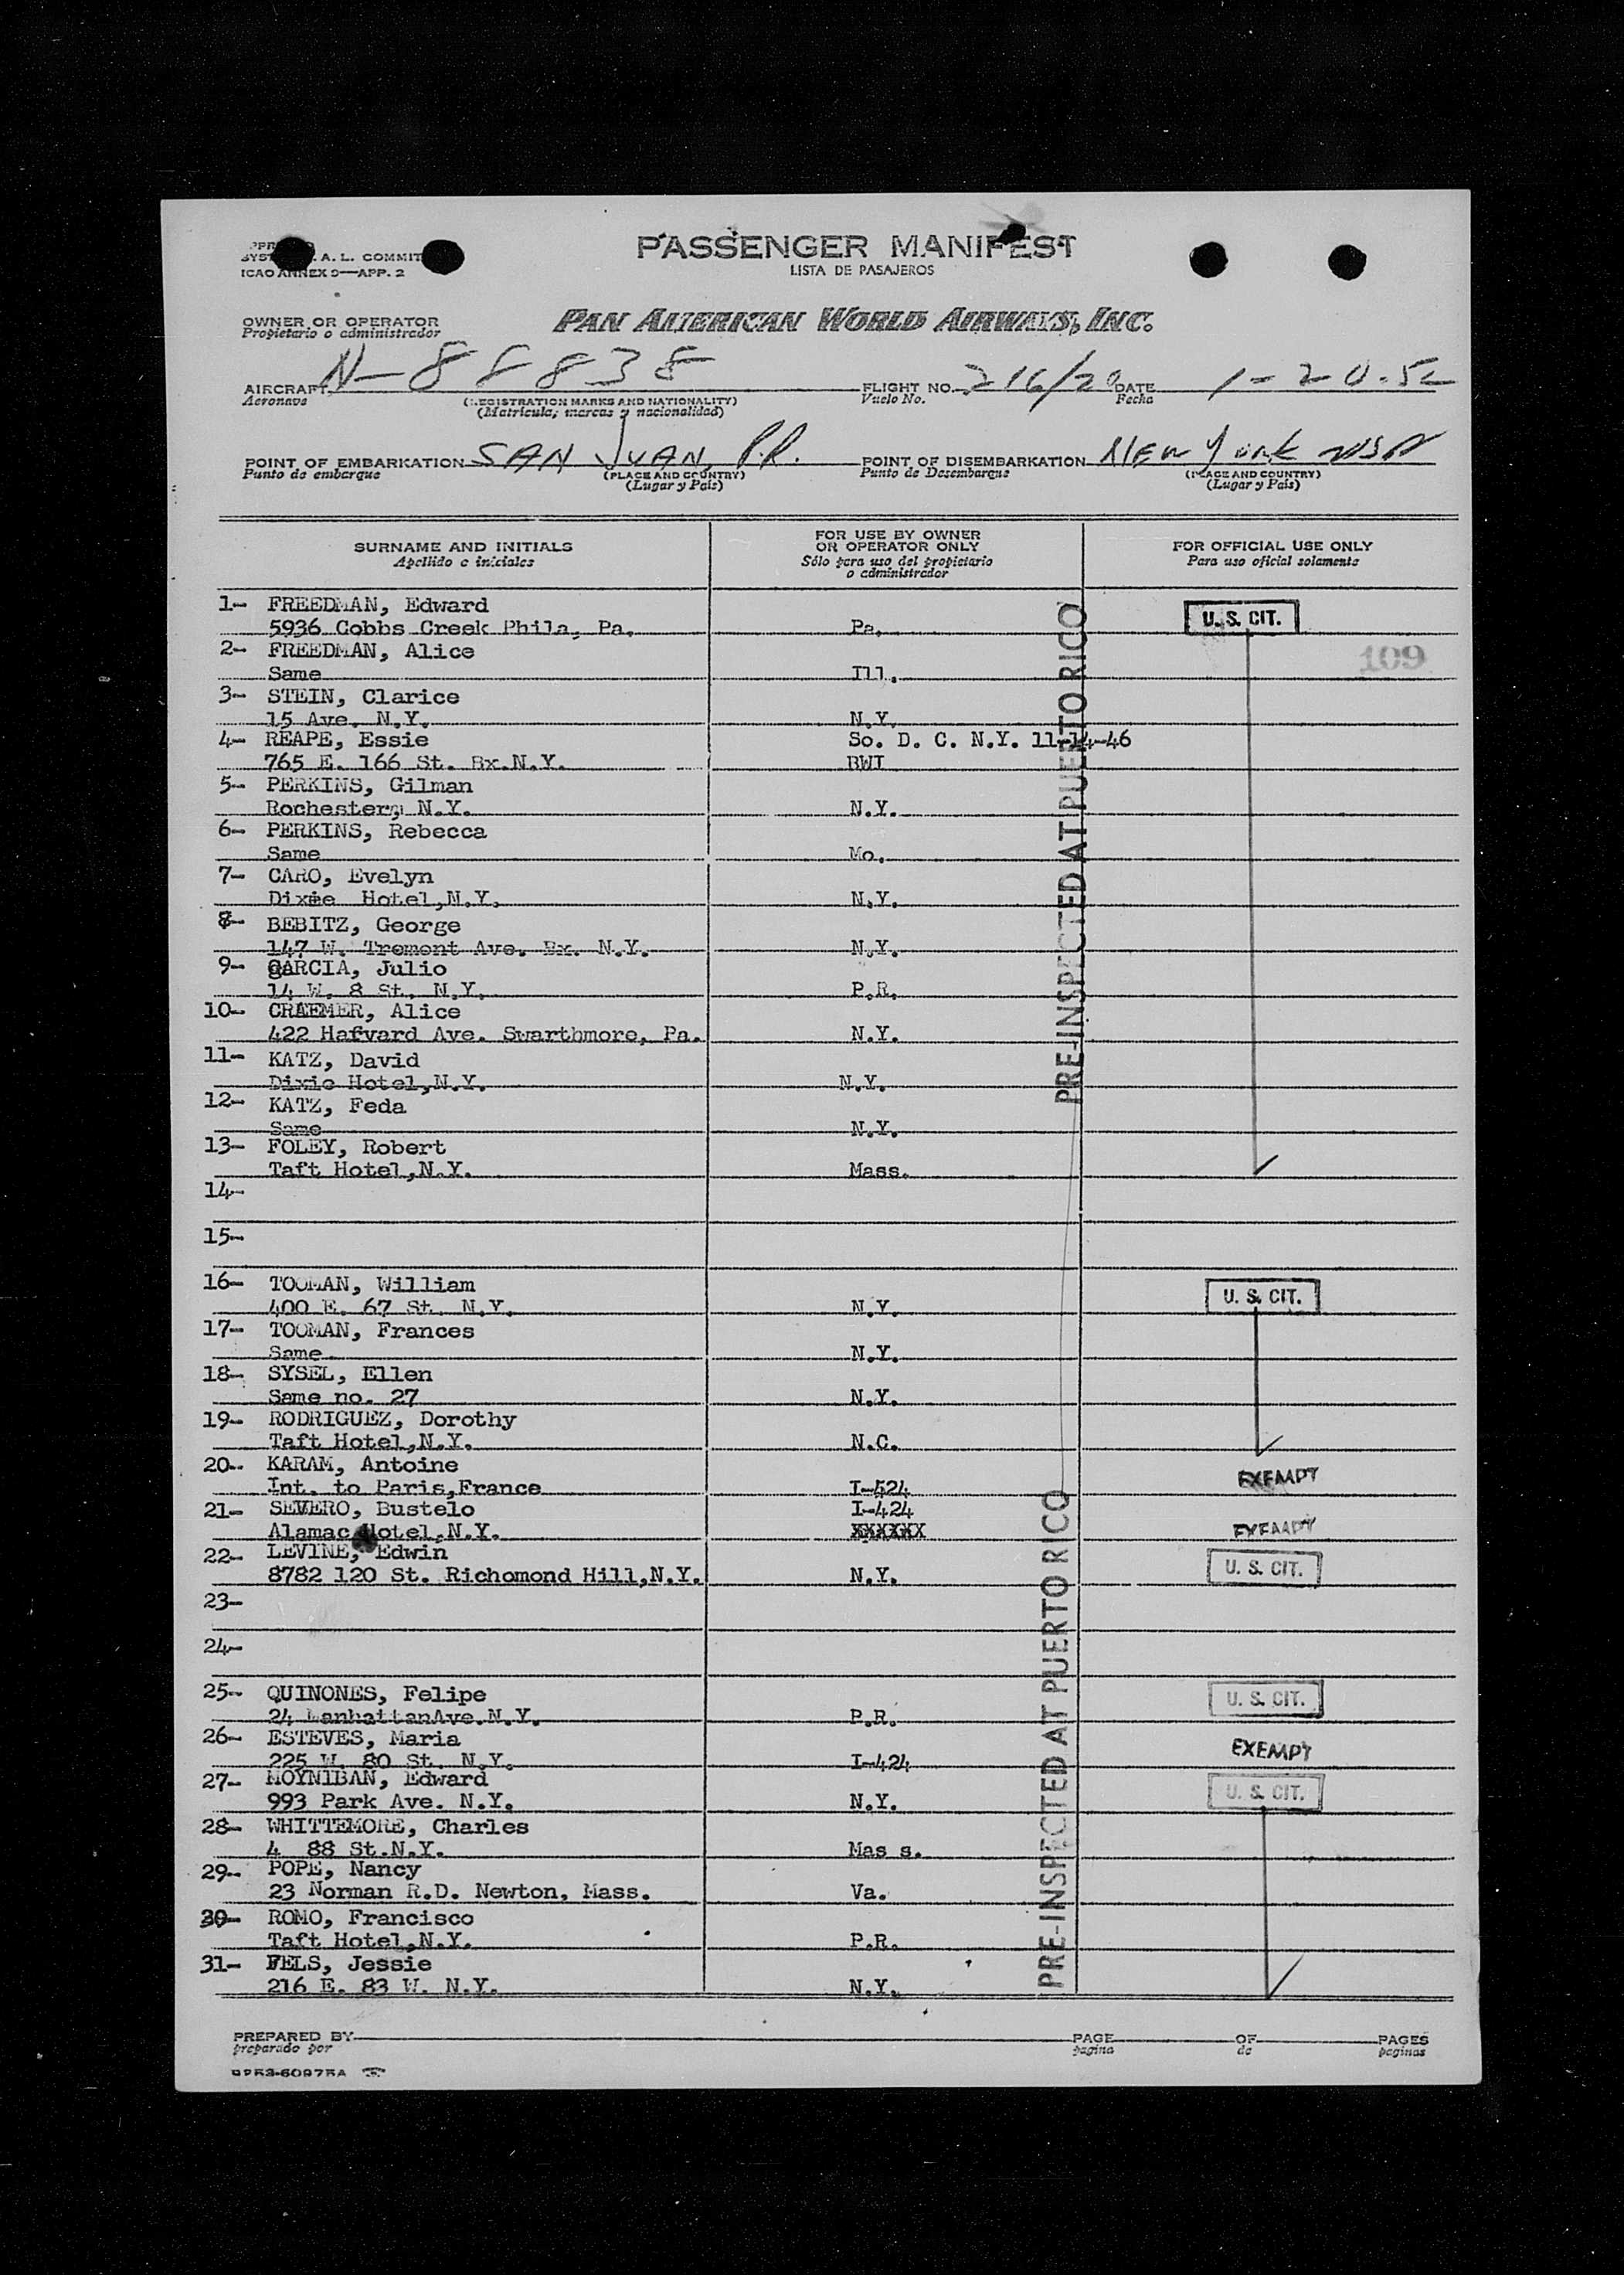 PASSENGER MANIFEST
LISTA DE PASAJEROS
A. L. COMMIT
ICAO ANNEX 9—APP. 2
OWNER OR OPERATOR
Propietario o administrador
PAN AMERICAN WORLD AIRWAYS, INC.
AIRCRAFT N-88838 FLIGHT NO. 216/20 DATE 1-20-52
Aeronave (REGISTRATION MARKS AND NATIONALITY) Vuelo No. Fecha
(Matrícula, marcas y nacionalidad)
POINT OF EMBARKATION SAN JUAN, P.R. POINT OF DISEMBARKATION NEW York USA
Punto de embarque (PLACE AND COUNTRY) Punto de Desembarque (PLACE AND COUNTRY)
(Lugar y País) (Lugar y País)
SURNAME AND INITIALS FOR USE BY OWNER OR OPERATOR ONLY FOR OFFICIAL USE ONLY
Apellido e iniciales Sólo para uso del propietario o administrador Para uso oficial solamente
1- FREEDMAN, Edward U. S. CIT.
5936 Cobbs Creek Phila, Pa. Pa.
2- FREEDMAN, Alice 109
Same Ill.
3- STEIN, Clarice
15 Ave. N.Y. N.Y.
4- REAPE, Essie So. D. C. N.Y. 11-14-46
765 E. 166 St. Bx.N.Y. BWI
5- PERKINS, Gilman
Rochester, N.Y. N.Y.
6- PERKINS, Rebecca
Same Mo.
7- CARO, Evelyn
Dixie Hotel,N.Y. N.Y.
8- BEBITZ, George
147 W. Tremont Ave. Bx. N.Y. N.Y.
9- GARCIA, Julio
14 W. 8 St. N.Y. P.R.
10- CRAEMER, Alice
422 Harvard Ave. Swarthmore, Pa. N.Y.
11- KATZ, David
Dixie Hotel,N.Y. N.Y.
12- KATZ, Feda
Same N.Y.
13- FOLEY, Robert
Taft Hotel,N.Y. Mass.
14-
15-
PRE-INSPECTED AT PUERTO RICO
16- TOOMAN, William U. S. CIT.
400 E. 67 St. N.Y. N.Y.
17- TOOMAN, Frances
Same N.Y.
18- SYSEL, Ellen
Same no. 27 N.Y.
19- RODRIGUEZ, Dorothy
Taft Hotel,N.Y. N.C.
20- KARAM, Antoine EXEMPT
Int. to Paris,France I-424
21- SEVERO, Bustelo I-424
Alamac Hotel,N.Y. XXXXXX EXEMPT
22- LEVINE, Edwin U. S. CIT.
8782 120 St. Richomond Hill,N.Y. N.Y.
23-
24-
25- QUINONES, Felipe U. S. CIT.
24 ManhattanAve.N.Y. P.R.
26- ESTEVES, Maria EXEMPT
225 W. 80 St. N.Y. I-424
27- MOYNIBAN, Edward U. S. CIT.
993 Park Ave. N.Y. N.Y.
28- WHITTEMORE, Charles
4 88 St.N.Y. Mas s.
29- POPE, Nancy
23 Norman R.D. Newton, Mass. Va.
30- ROMO, Francisco
Taft Hotel,N.Y. P.R.
31- FELS, Jessie
216 E. 83 W. N.Y. N.Y.
PRE-INSPECTED AT PUERTO RICO
PREPARED BY PAGE OF PAGES
preparado por pagina de paginas